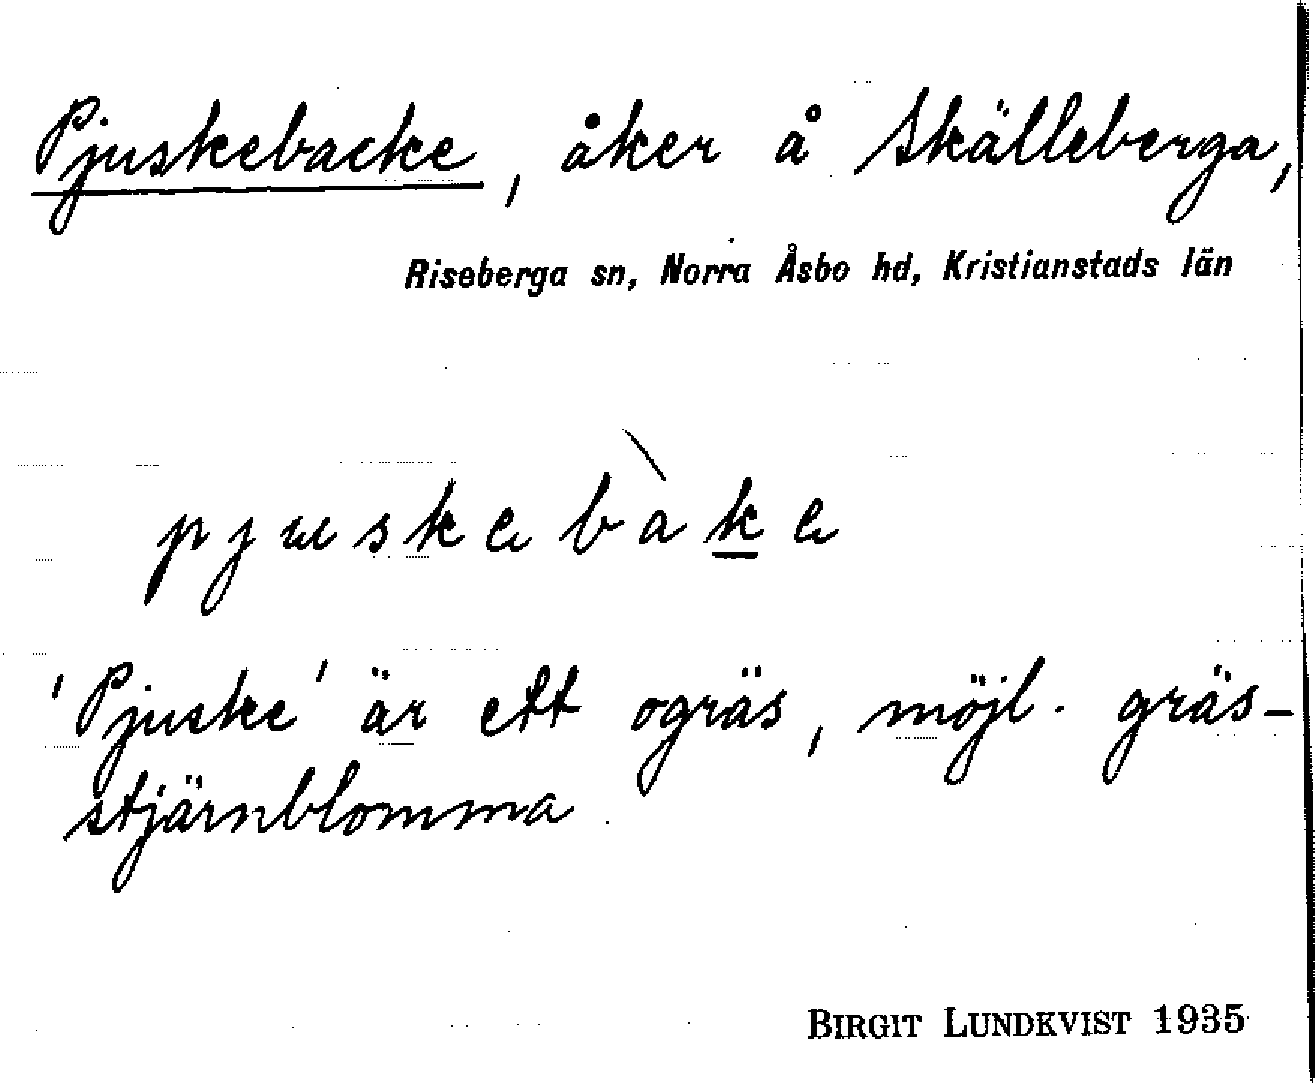 Pjuskebacke, åker å Skälleberga,
Riseberga sn, Norra Åsbo hd, Kristianstads län
pjuskebàke
'Pjuske' är ett ogräs, möjl. gräs-
stjärnblomma.
BIRGIT LUNDKVIST 1935